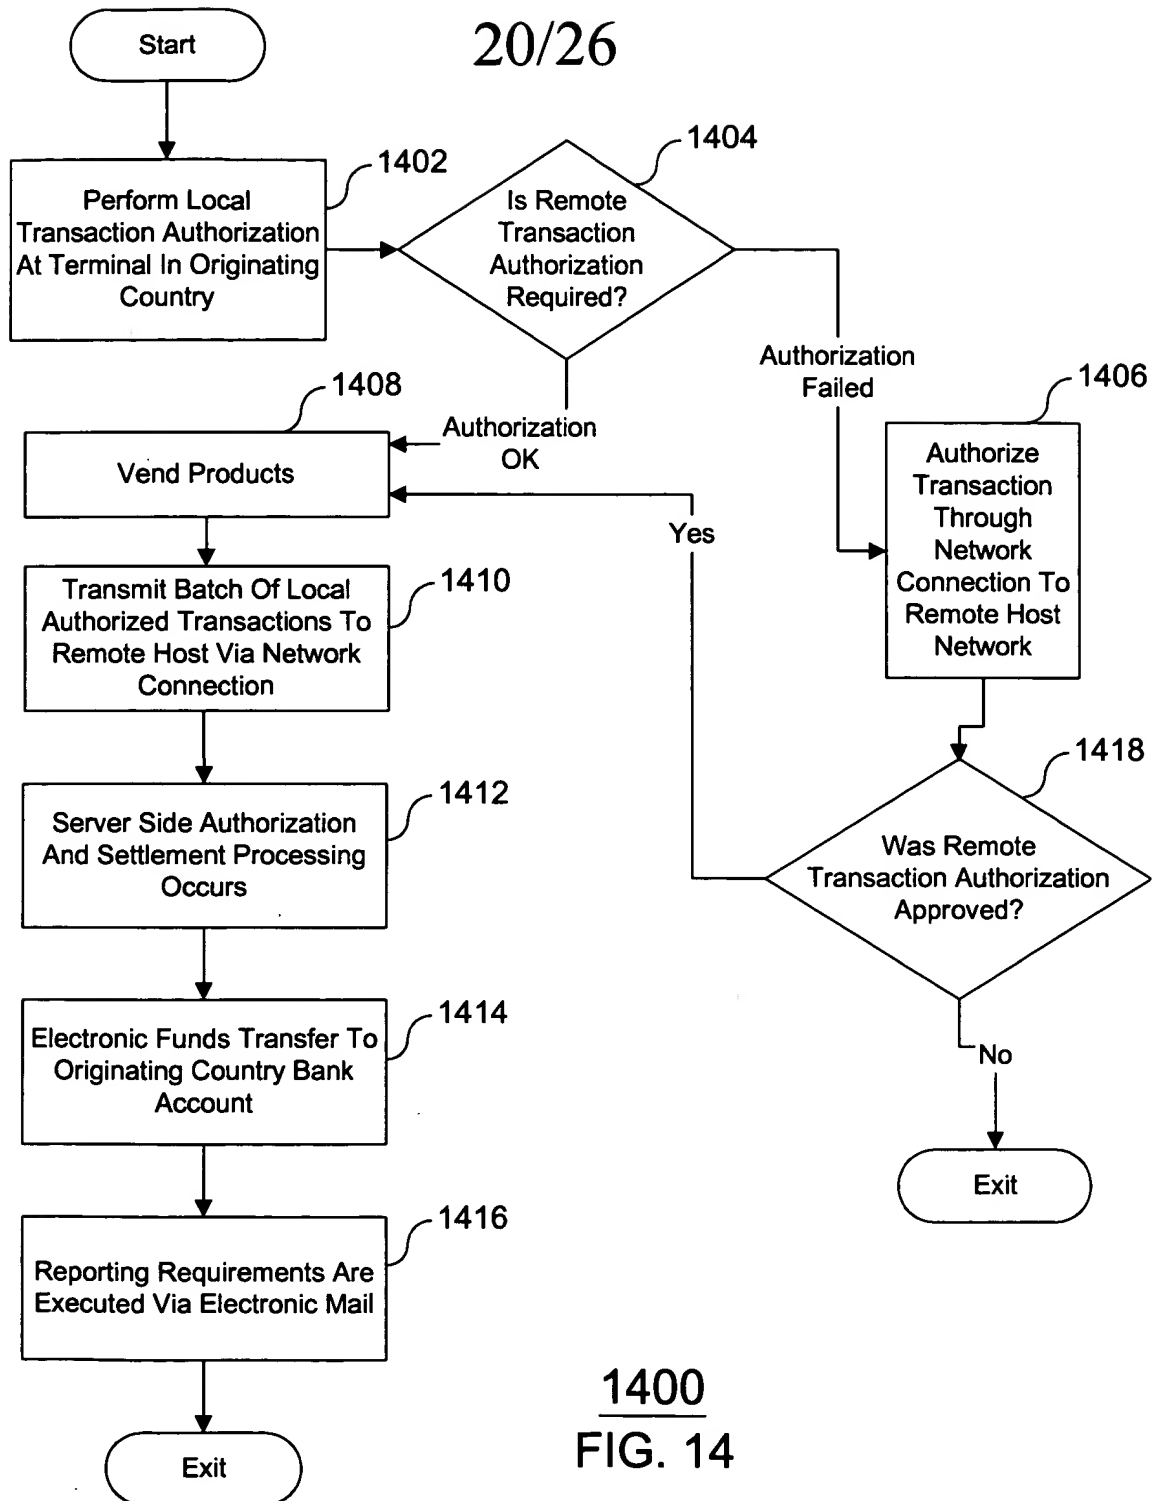 Start
20/26
1402
Perform Local
Transaction Authorization
At Terminal In Originating
Country
1404
Is Remote
Transaction
Authorization
Required?
Authorization
Failed
1408
Authorization
OK
Vend Products
1406
Authorize
Transaction
Through
Network
Connection To
Remote Host
Network
Yes
1410
Transmit Batch Of Local
Authorized Transactions To
Remote Host Via Network
Connection
1418
Was Remote
Transaction Authorization
Approved?
1412
Server Side Authorization
And Settlement Processing
Occurs
1414
Electronic Funds Transfer To
Originating Country Bank
Account
No
Exit
1416
Reporting Requirements Are
Executed Via Electronic Mail
Exit
1400
FIG. 14